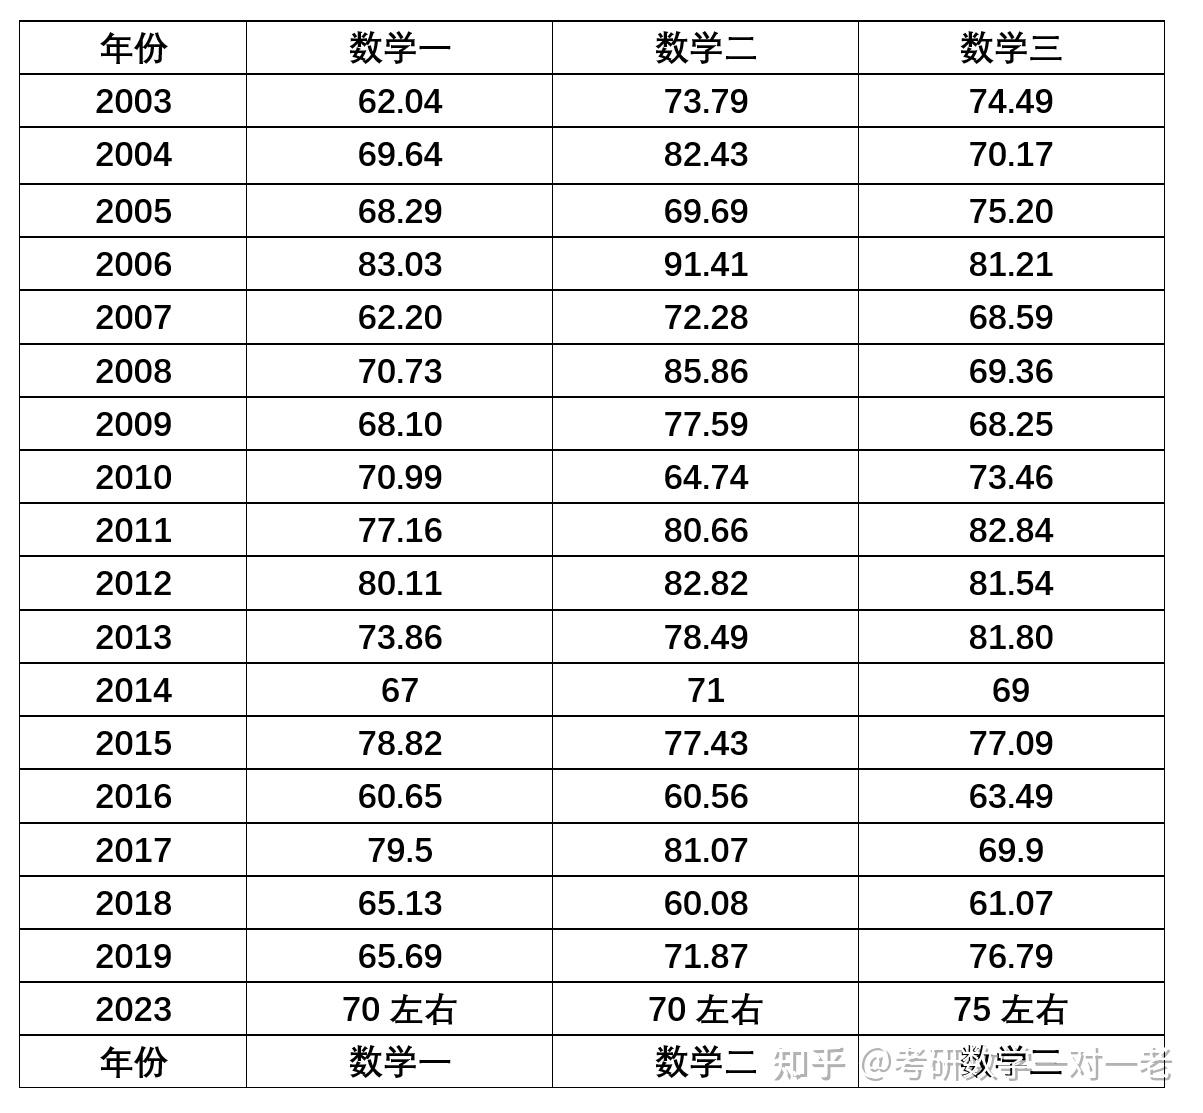 年份 数学一 数学二 数学三
2003 62.04 73.79 74.49
2004 69.64 82.43 70.17
2005 68.29 69.69 75.20
2006 83.03 91.41 81.21
2007 62.20 72.28 68.59
2008 70.73 85.86 69.36
2009 68.10 77.59 68.25
2010 70.99 64.74 73.46
2011 77.16 80.66 82.84
2012 80.11 82.82 81.54
2013 73.86 78.49 81.80
2014 67 71 69
2015 78.82 77.43 77.09
2016 60.65 60.56 63.49
2017 79.5 81.07 69.9
2018 65.13 60.08 61.07
2019 65.69 71.87 76.79
2023 70 左右 70 左右 75 左右
年份 数学一 数学二 数学三
知乎 @考研数学一对一老